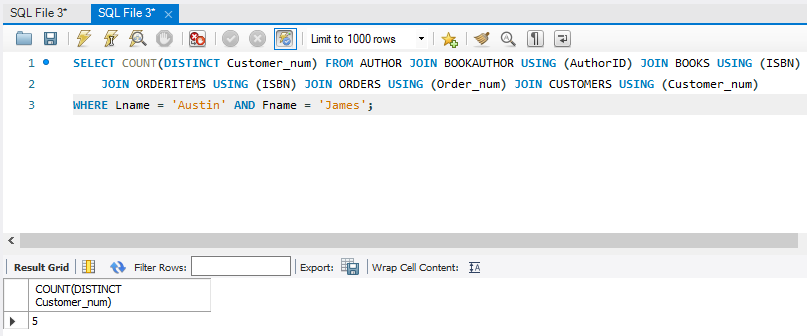 SQL File 3* SQL File 3*
Limit to 1000 rows
1 SELECT COUNT(DISTINCT Customer_num) FROM AUTHOR JOIN BOOKAUTHOR USING (AuthorID) JOIN BOOKS USING (ISBN)
2 JOIN ORDERITEMS USING (ISBN) JOIN ORDERS USING (Order_num) JOIN CUSTOMERS USING (Customer_num)
3 WHERE Lname = 'Austin' AND Fname = 'James';
Result Grid Filter Rows: Export: Wrap Cell Content:
COUNT(DISTINCT
Customer_num)
5